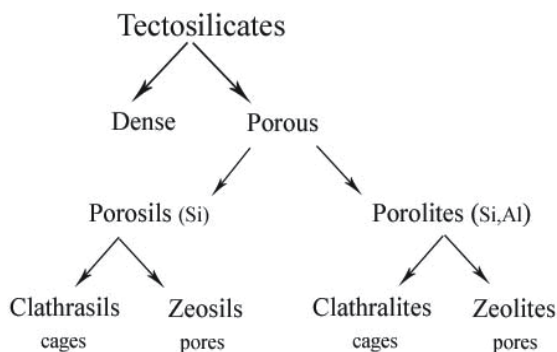 Tectosilicates
Dense Porous
Porosils (Si) Porolites (Si,Al)
Clathrasils Zeosils Clathralites Zeolites
cages pores cages pores